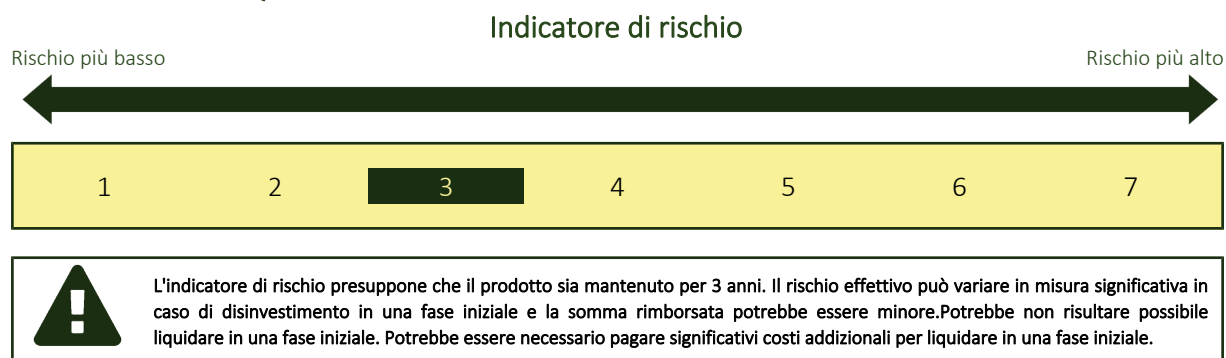 Indicatore di rischio
Rischio più basso
Rischio più alto
1 2 3 4 5 6 7
L'indicatore di rischio presuppone che il prodotto sia mantenuto per 3 anni. Il rischio effettivo può variare in misura significativa in
caso di disinvestimento in una fase iniziale e la somma rimborsata potrebbe essere minore.Potrebbe non risultare possibile
liquidare in una fase iniziale. Potrebbe essere necessario pagare significativi costi addizionali per liquidare in una fase iniziale.